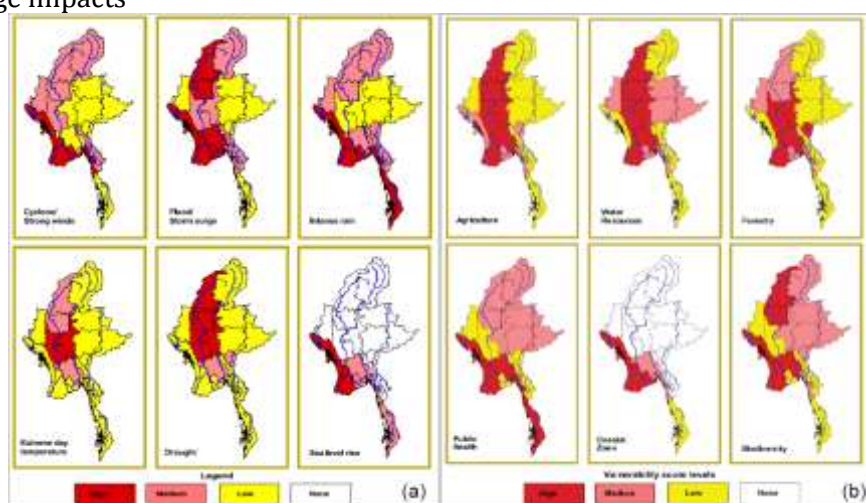 ge impacts
Cyclone/
Strong winds
Flood/
Storm surge
Intense rain
Agriculture
Water
Resources
Forestry
Extreme day
temperature
Drought
Sea level rise
Public
health
Coastal
Zone
Biodiversity
Legend
High
Medium
Low
None
(a)
Vulnerability score levels
High
Medium
Low
None
(b)